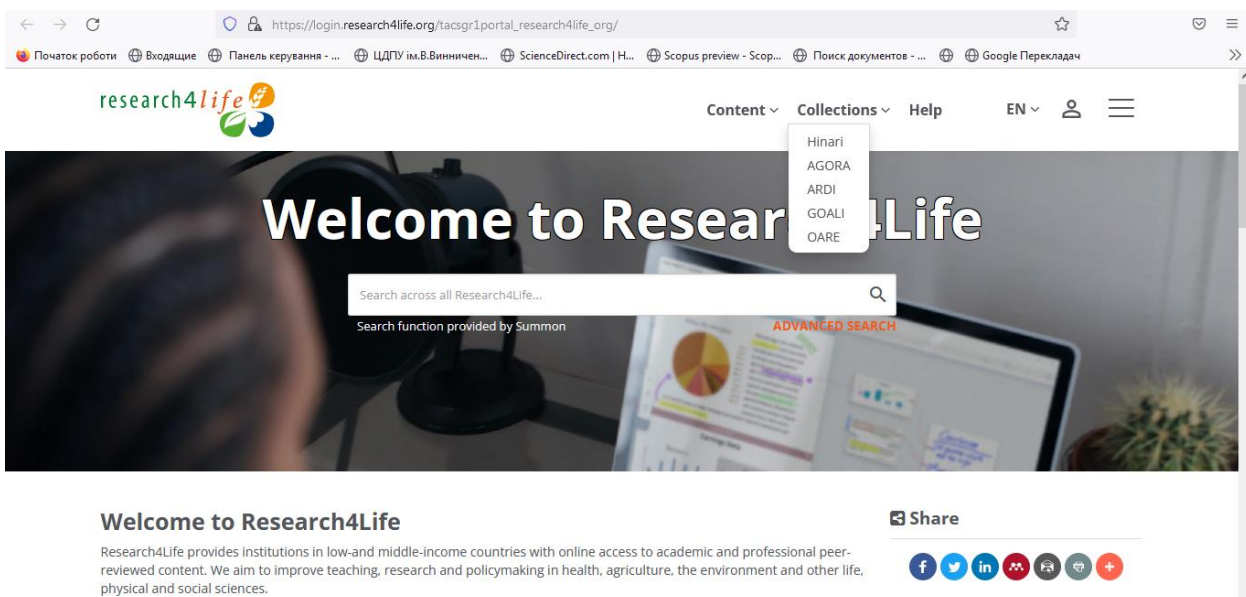 https://login.research4life.org/tacsgr1portal_research4life_org/
Початок роботи Входящие Панель керування - ... ЦДПУ ім.В.Винничен... ScienceDirect.com | Н... Scopus preview - Scop... Поиск документов - ... Google Перекладач
research4life
Content Collections Help EN
Hinari
AGORA
ARDI
GOALI
OARE
Welcome to Research4Life
Search across all Research4Life...
Search function provided by Summon ADVANCED SEARCH
Welcome to Research4Life
Research4Life provides institutions in low-and middle-income countries with online access to academic and professional peer-
reviewed content. We aim to improve teaching, research and policymaking in health, agriculture, the environment and other life,
physical and social sciences.
Share